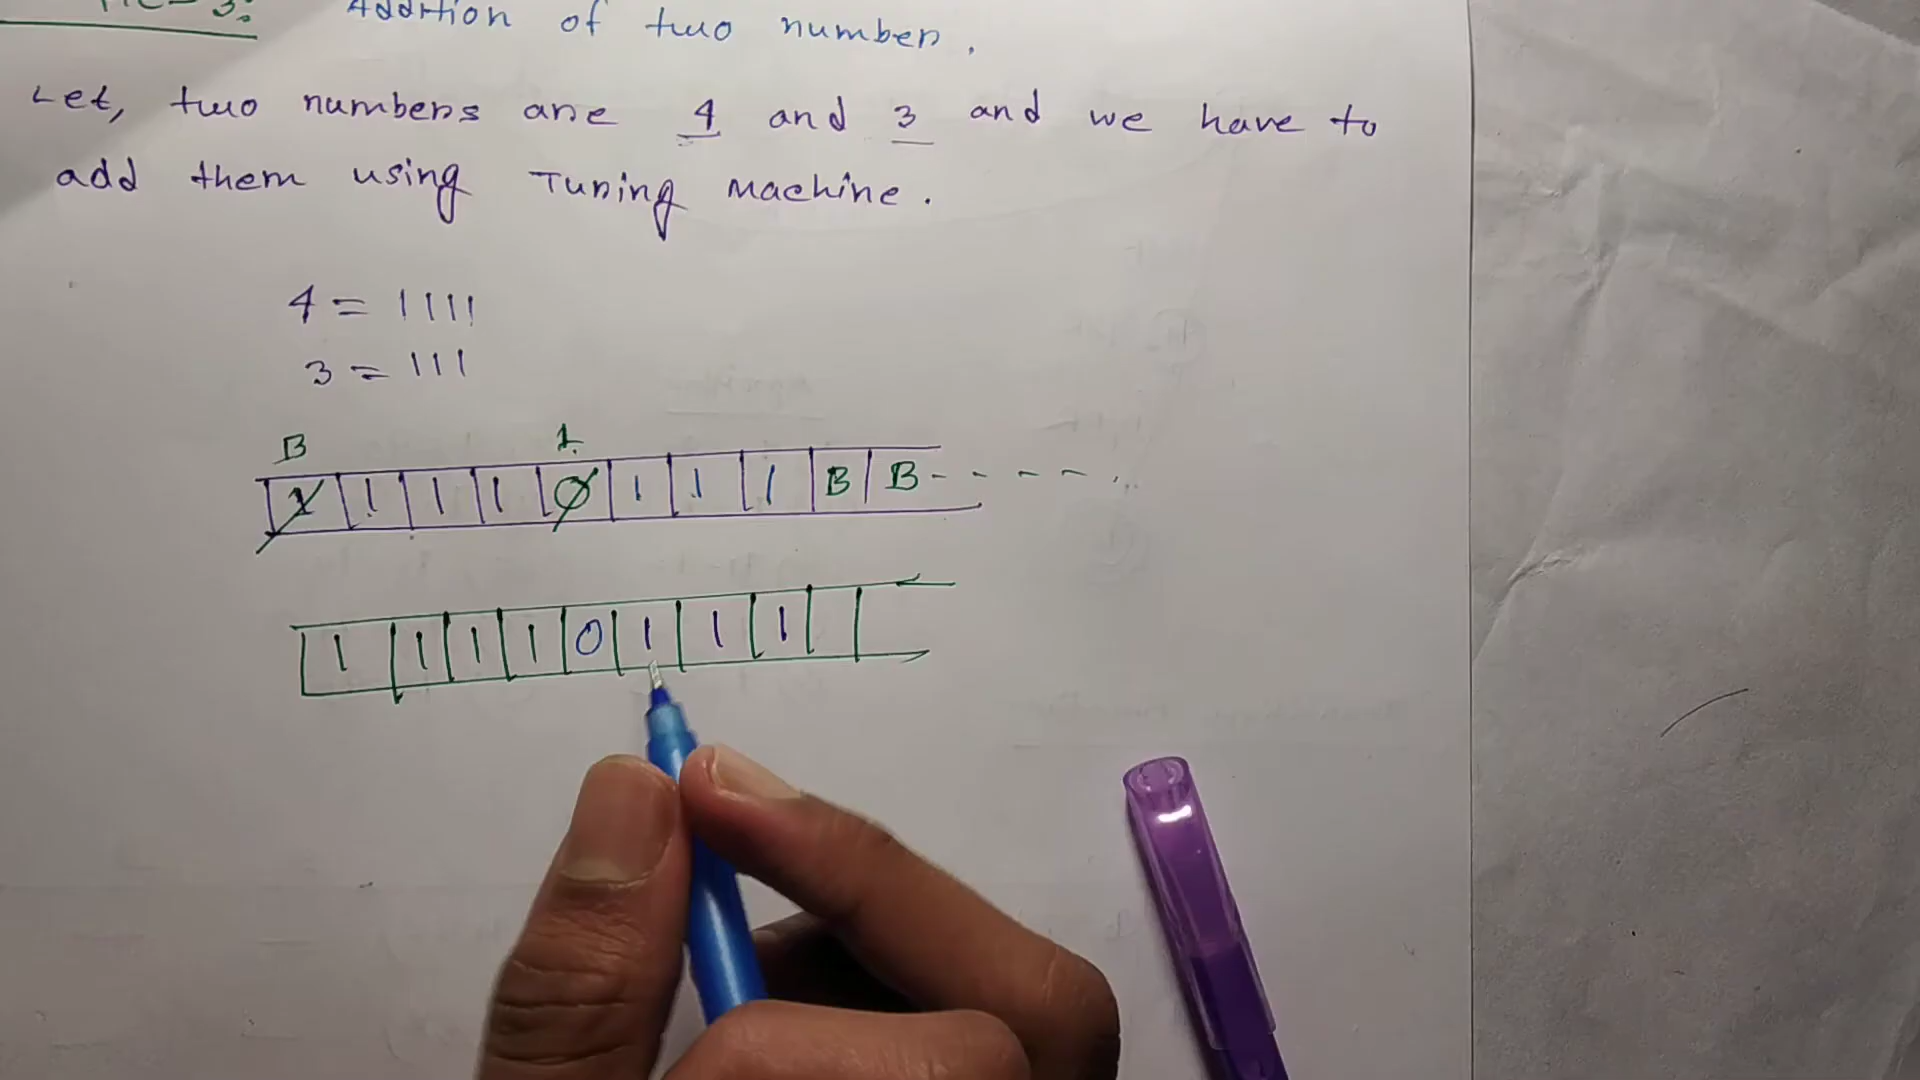 Addition of two number.
Let, two numbers are 4 and 3 and we have to
add them using Turing machine.
4 = 1111
3 = 111
B 1
1 1 1 1 0 1 1 1 B B - - - - .
1 1 1 1 0 1 1 1